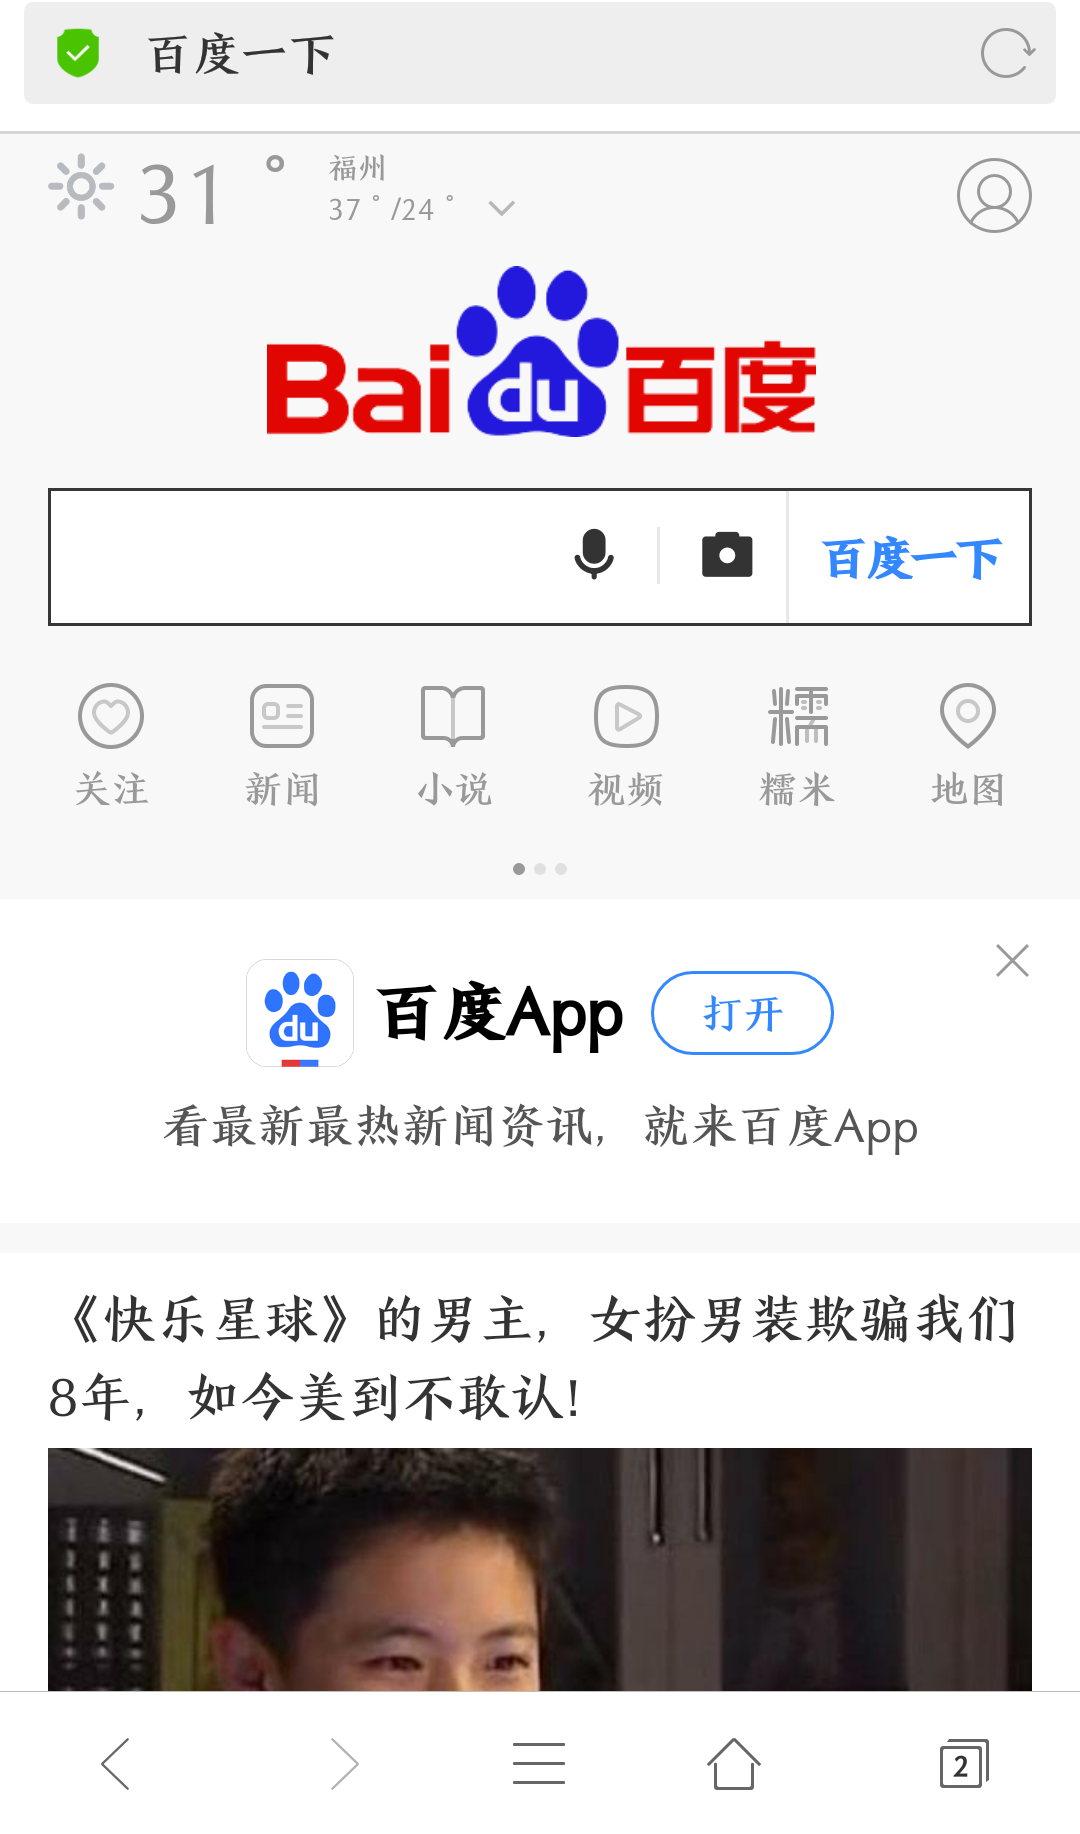 百度一下
31°
福州
37°/24°
Bai du 百度
百度一下
关注 新闻 小说 视频 糯米 地图
du 百度App 打开
看最新最热新闻资讯，就来百度App
《快乐星球》的男主，女扮男装欺骗我们
8年，如今美到不敢认！
2